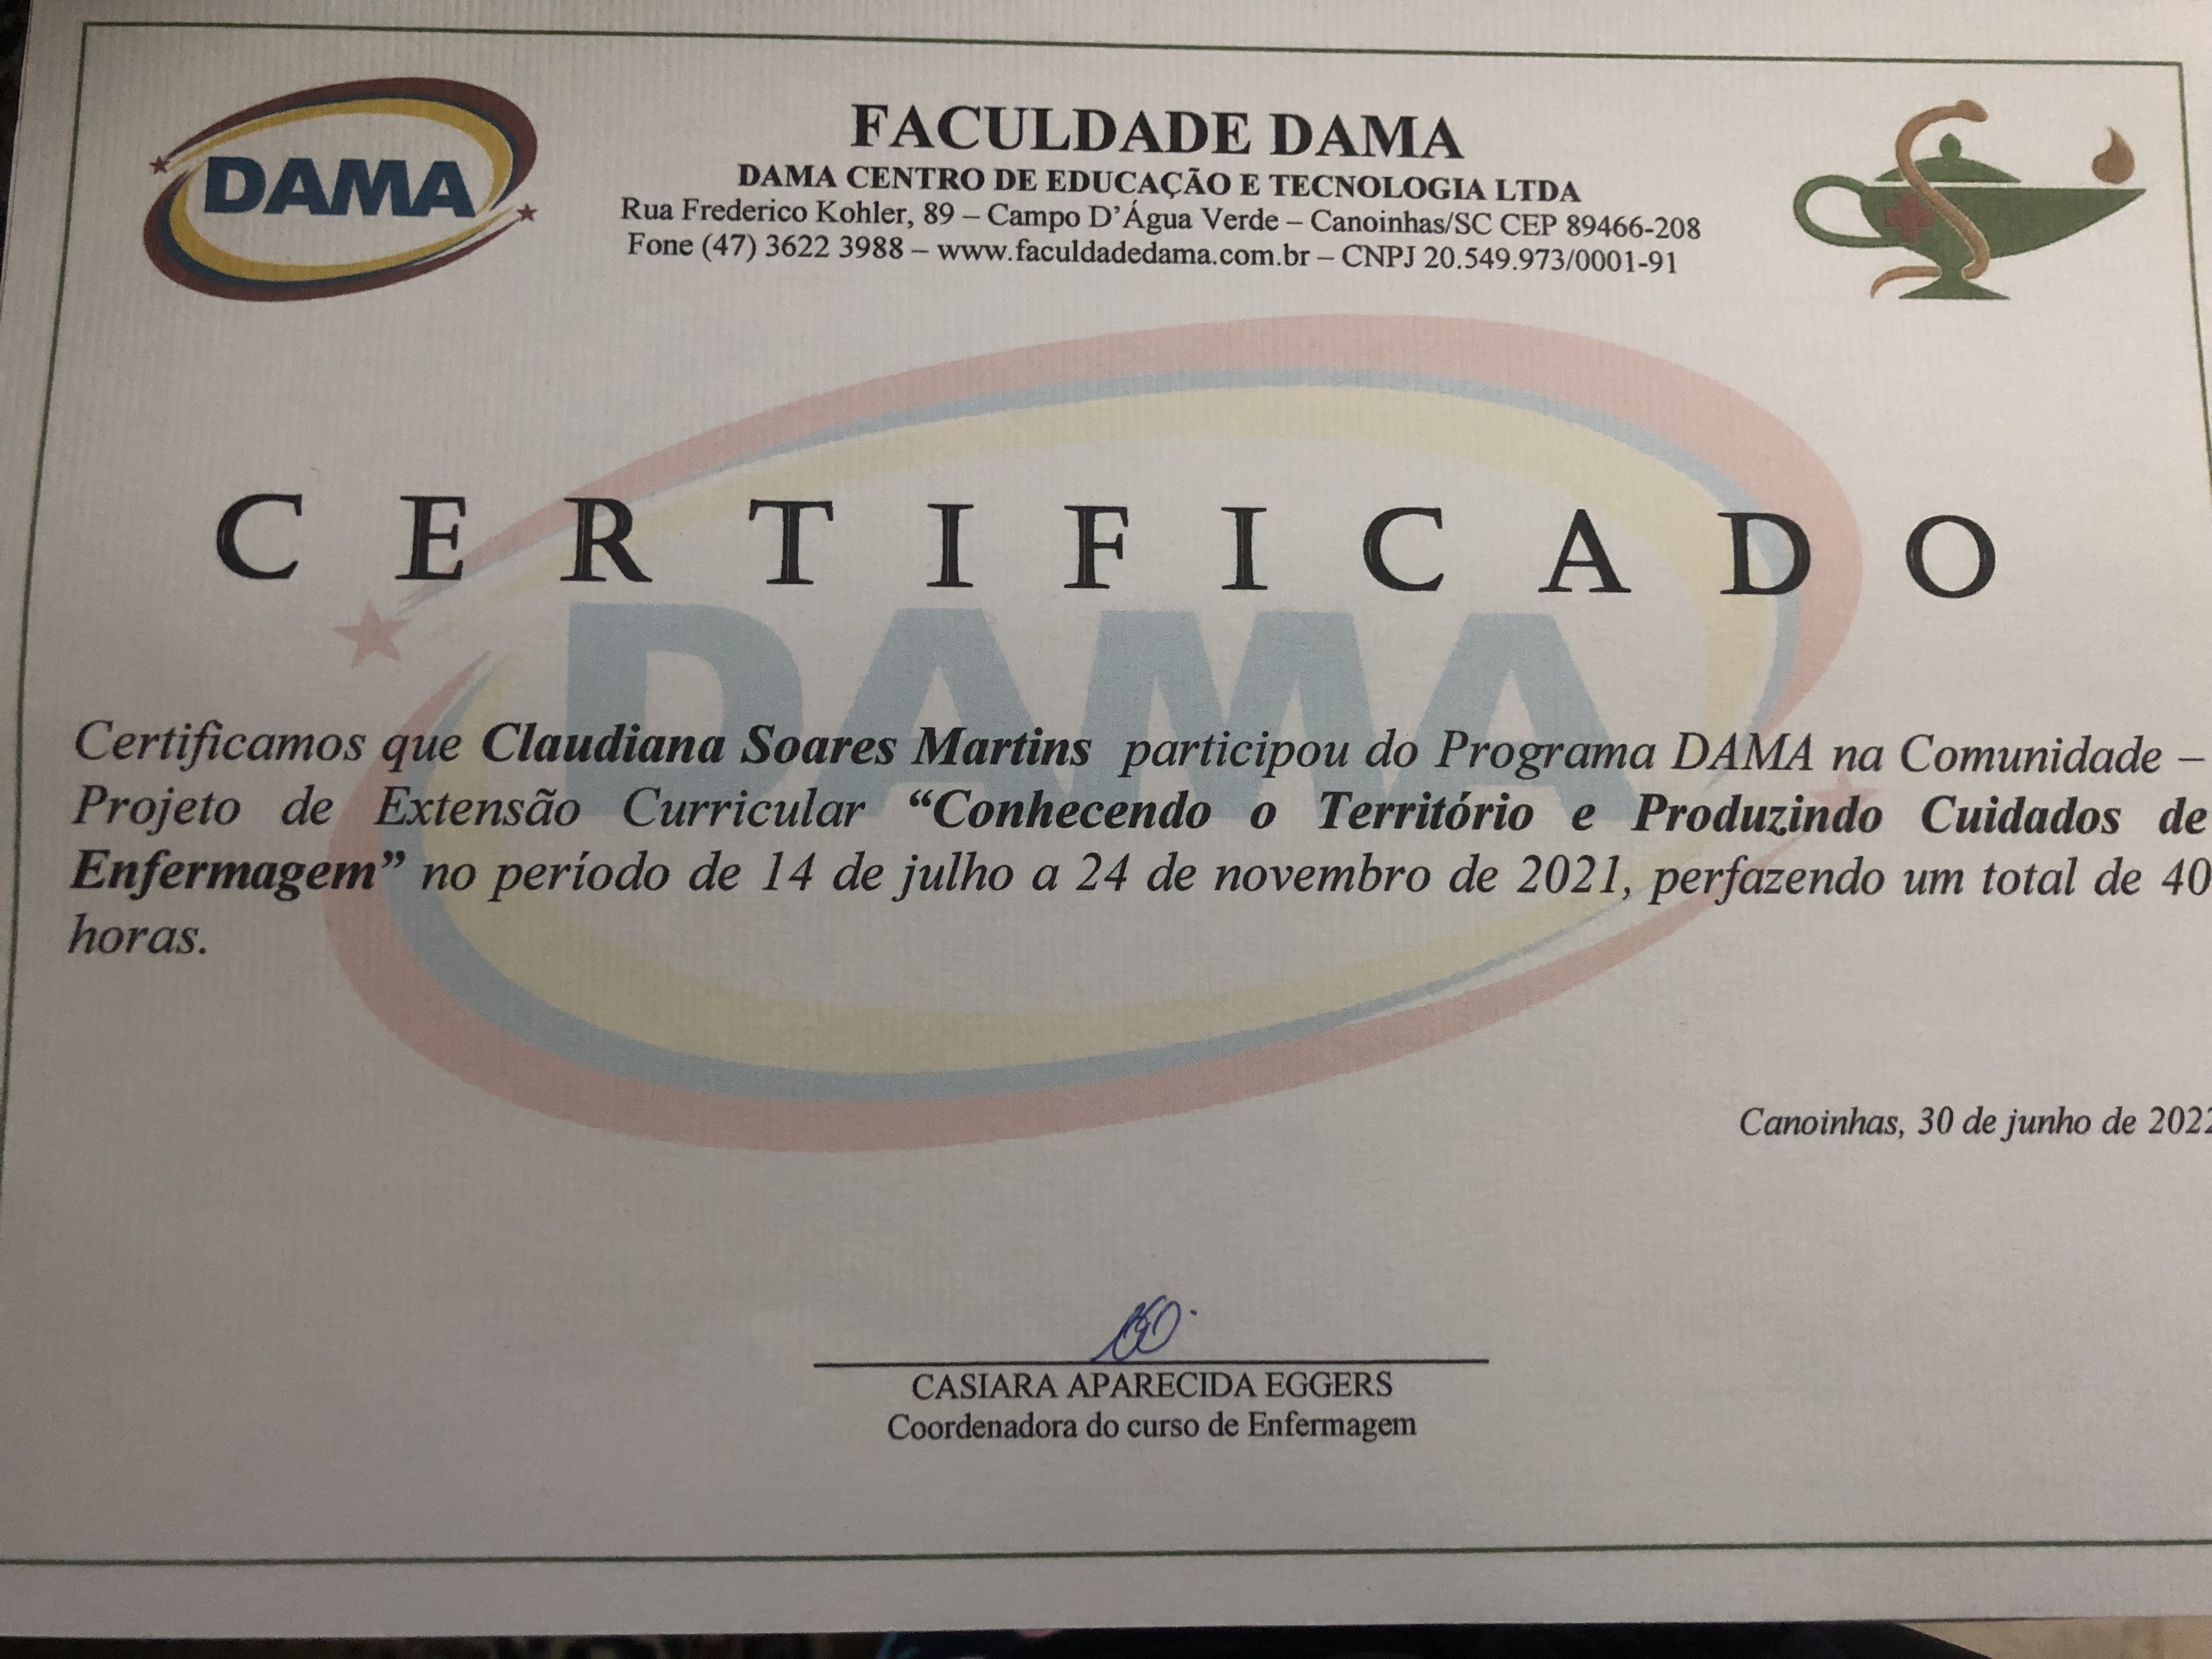 DAMA
FACULDADE DAMA
DAMA CENTRO DE EDUCAÇÃO E TECNOLOGIA LTDA
Rua Frederico Kohler, 89 – Campo D’Água Verde – Canoinhas/SC CEP 89466-208
Fone (47) 3622 3988 – www.faculdadedama.com.br – CNPJ 20.549.973/0001-91
CERTIFICADO
DAMA
Certificamos que Claudiana Soares Martins participou do Programa DAMA na Comunidade –
Projeto de Extensão Curricular “Conhecendo o Território e Produzindo Cuidados de
Enfermagem” no período de 14 de julho a 24 de novembro de 2021, perfazendo um total de 40
horas.
Canoinhas, 30 de junho de 2022
CASIARA APARECIDA EGGERS
Coordenadora do curso de Enfermagem